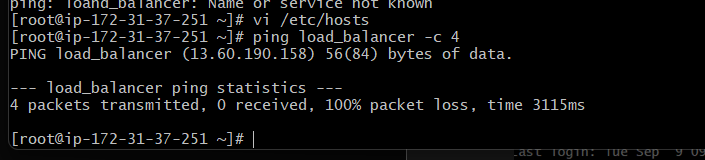 ping: loand_balancer: Name or service not known
[root@ip-172-31-37-251 ~]# vi /etc/hosts
[root@ip-172-31-37-251 ~]# ping load_balancer -c 4
PING load_balancer (13.60.190.158) 56(84) bytes of data.
--- load_balancer ping statistics ---
4 packets transmitted, 0 received, 100% packet loss, time 3115ms
[root@ip-172-31-37-251 ~]#
Last login: Tue Sep 9 09